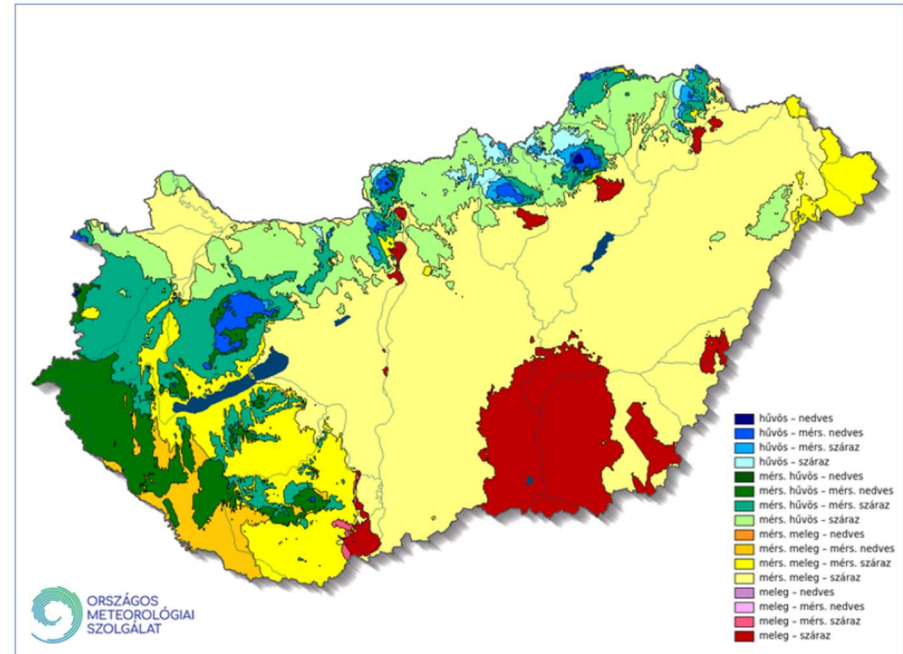 hűvös – nedves
hűvös – mérs. nedves
hűvös – mérs. száraz
hűvös – száraz
mérs. hűvös – nedves
mérs. hűvös – mérs. nedves
mérs. hűvös – mérs. száraz
mérs. hűvös – száraz
mérs. meleg – nedves
mérs. meleg – mérs. nedves
mérs. meleg – mérs. száraz
mérs. meleg – száraz
meleg – nedves
meleg – mérs. nedves
meleg – mérs. száraz
meleg – száraz
ORSZÁGOS
METEOROLÓGIAI
SZOLGÁLAT